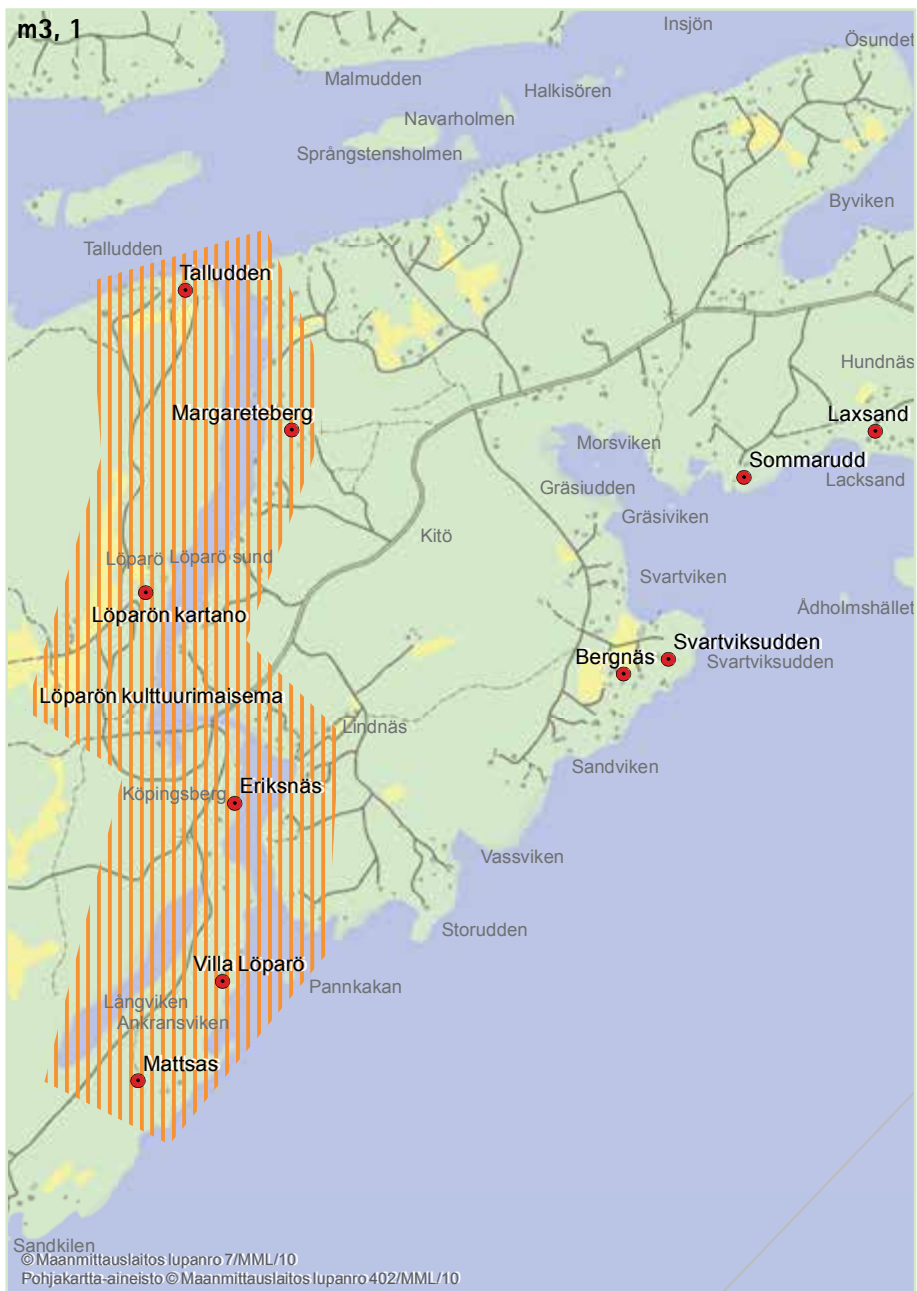 m3, 1
Insjön
Ösundet
Malmudden
Halkisören
Navarholmen
Språngstensholmen
Byviken
Talludden
Talludden
Hundnäs
Margareteberg
Laxsand
Morsviken
Sommarudd
Lacksand
Gräsiudden
Gräsiviken
Kitö
Löparö Löparö sund
Svartviken
Ådholmshället
Löparön kartano
Svartviksudden
Bergnäs
Svartviksudden
Löparön kulttuurimaisema
Lindnäs
Sandviken
Eriksnäs
Köpingsberg
Vassviken
Storudden
Villa Löparö
Pannkakan
Långviken
Ankransviken
Mattsas
Sandkilen
© Maanmittauslaitos lupanro 7/MML/10
Pohjakartta-aineisto © Maanmittauslaitos lupanro 402/MML/10